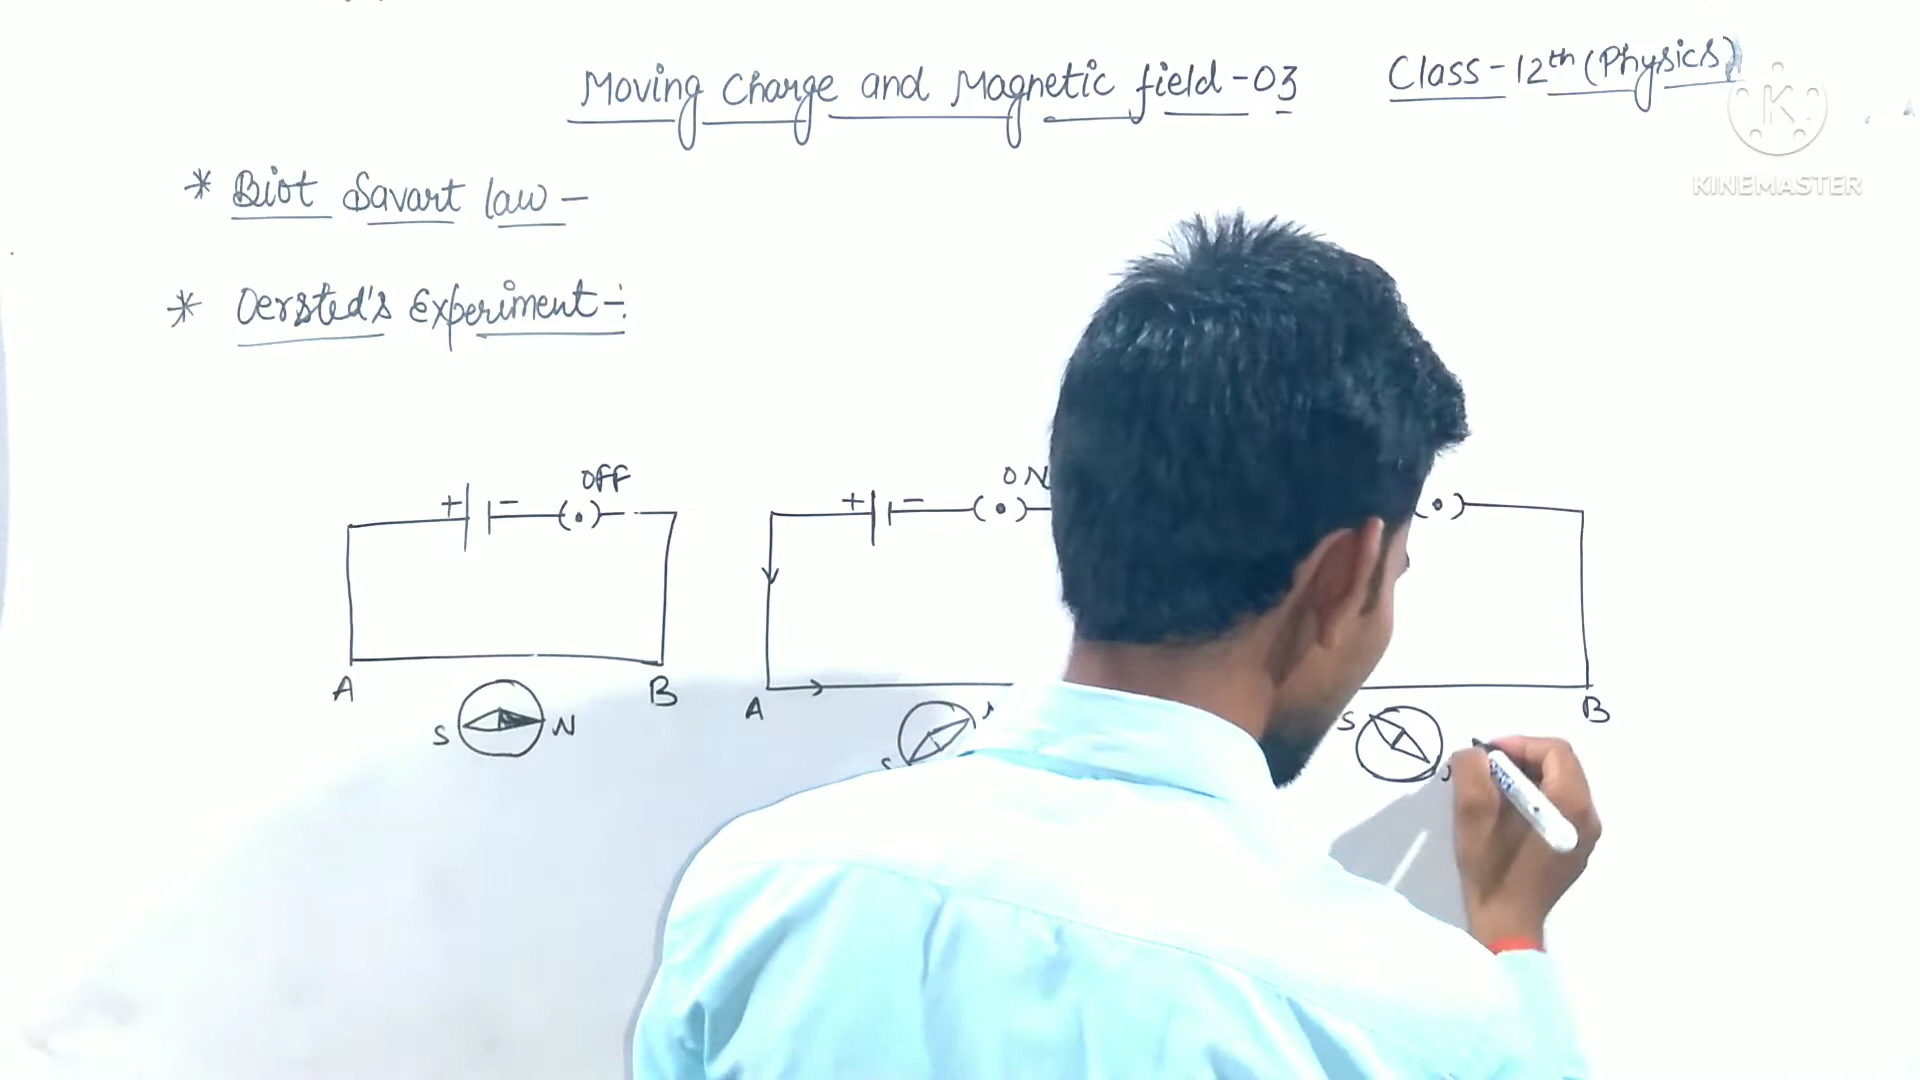 Moving Charge and Magnetic field-03
Class-12th (Physics)
KINEMASTER
* Biot Savart law -
* Oersted's Experiment -:
OFF
+ -
A B
S N
ON
+ -
A
S
B
S